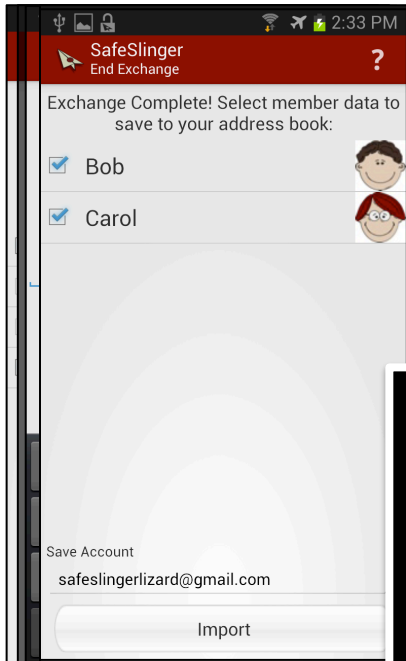 2:33 PM
SafeSlinger
End Exchange
?
Exchange Complete! Select member data to
save to your address book:
Bob
Carol
Save Account
safeslingerlizard@gmail.com
Import